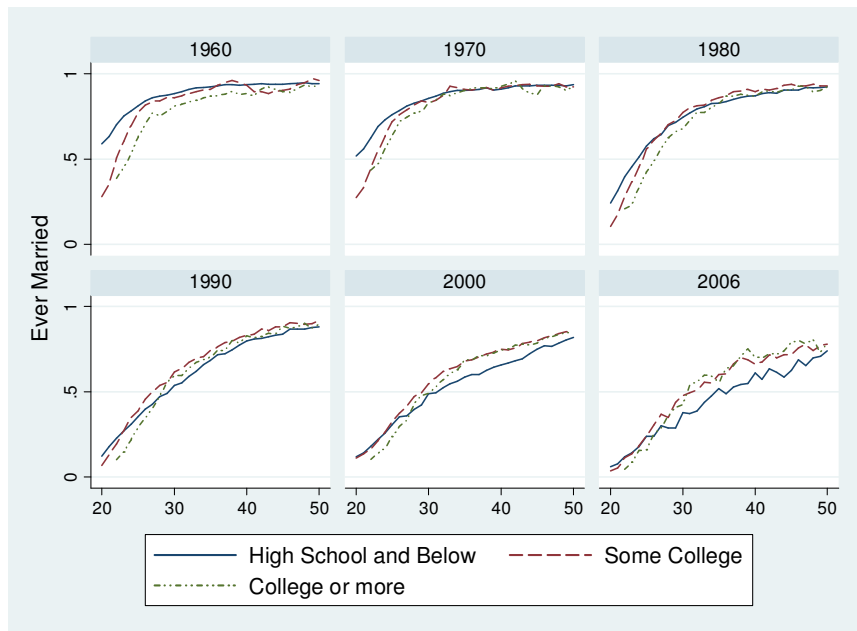 1960 1970 1980
1
.5
0
1990 2000 2006
1
.5
0
Ever Married
20 30 40 50 20 30 40 50 20 30 40 50
High School and Below Some College
College or more